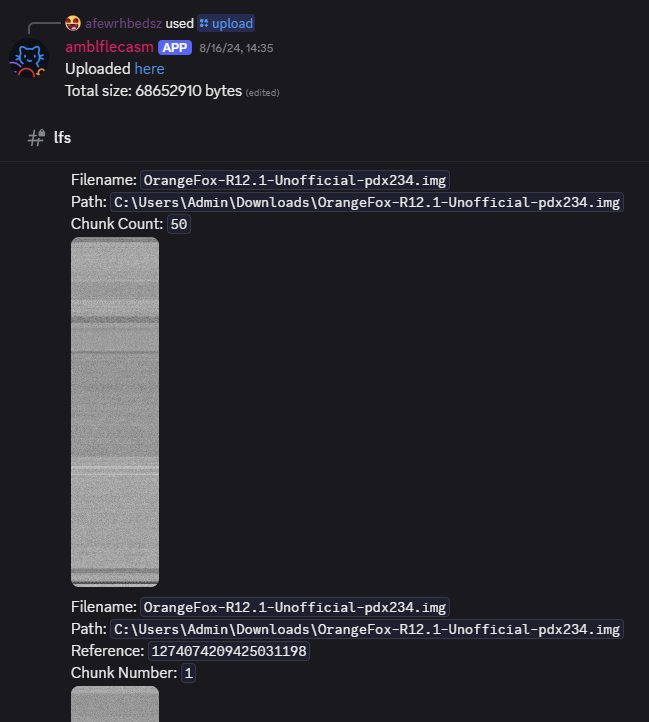 afewrhbedsz used upload
amblflecasm APP 8/16/24, 14:35
Uploaded here
Total size: 68652910 bytes (edited)
lfs
Filename: OrangeFox-R12.1-Unofficial-pdx234.img
Path: C:\Users\Admin\Downloads\OrangeFox-R12.1-Unofficial-pdx234.img
Chunk Count: 50
Filename: OrangeFox-R12.1-Unofficial-pdx234.img
Path: C:\Users\Admin\Downloads\OrangeFox-R12.1-Unofficial-pdx234.img
Reference: 1274074209425031198
Chunk Number: 1